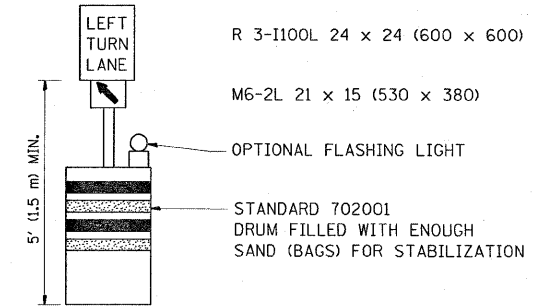 LEFT
TURN
LANE
R 3-I100L 24 x 24 (600 x 600)
M6-2L 21 x 15 (530 x 380)
OPTIONAL FLASHING LIGHT
5' (1.5 m) MIN.
STANDARD 702001
DRUM FILLED WITH ENOUGH
SAND (BAGS) FOR STABILIZATION